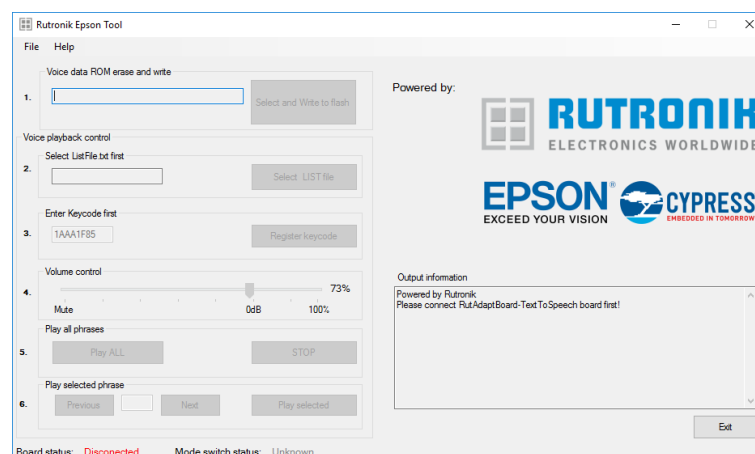 Rutronik Epson Tool
File Help
Voice data ROM erase and write
1.
Select and Write to flash
Voice playback control
Select ListFile.txt first
2.
Select LIST file
Enter Keycode first
3.
1AAA1F85
Register keycode
Volume control
4.
73%
Mute 0dB 100%
Play all phrases
5.
Play ALL STOP
Play selected phrase
6.
Previous Next Play selected
Board status: Disconected Mode switch status: Unknown
Powered by:
RUTRONIK
ELECTRONICS WORLDWIDE
EPSON®
EXCEED YOUR VISION
CYPRESS
EMBEDDED IN TOMORROW
Output information
Powered by Rutronik
Please connect RutAdaptBoard-TextToSpeech board first!
Exit